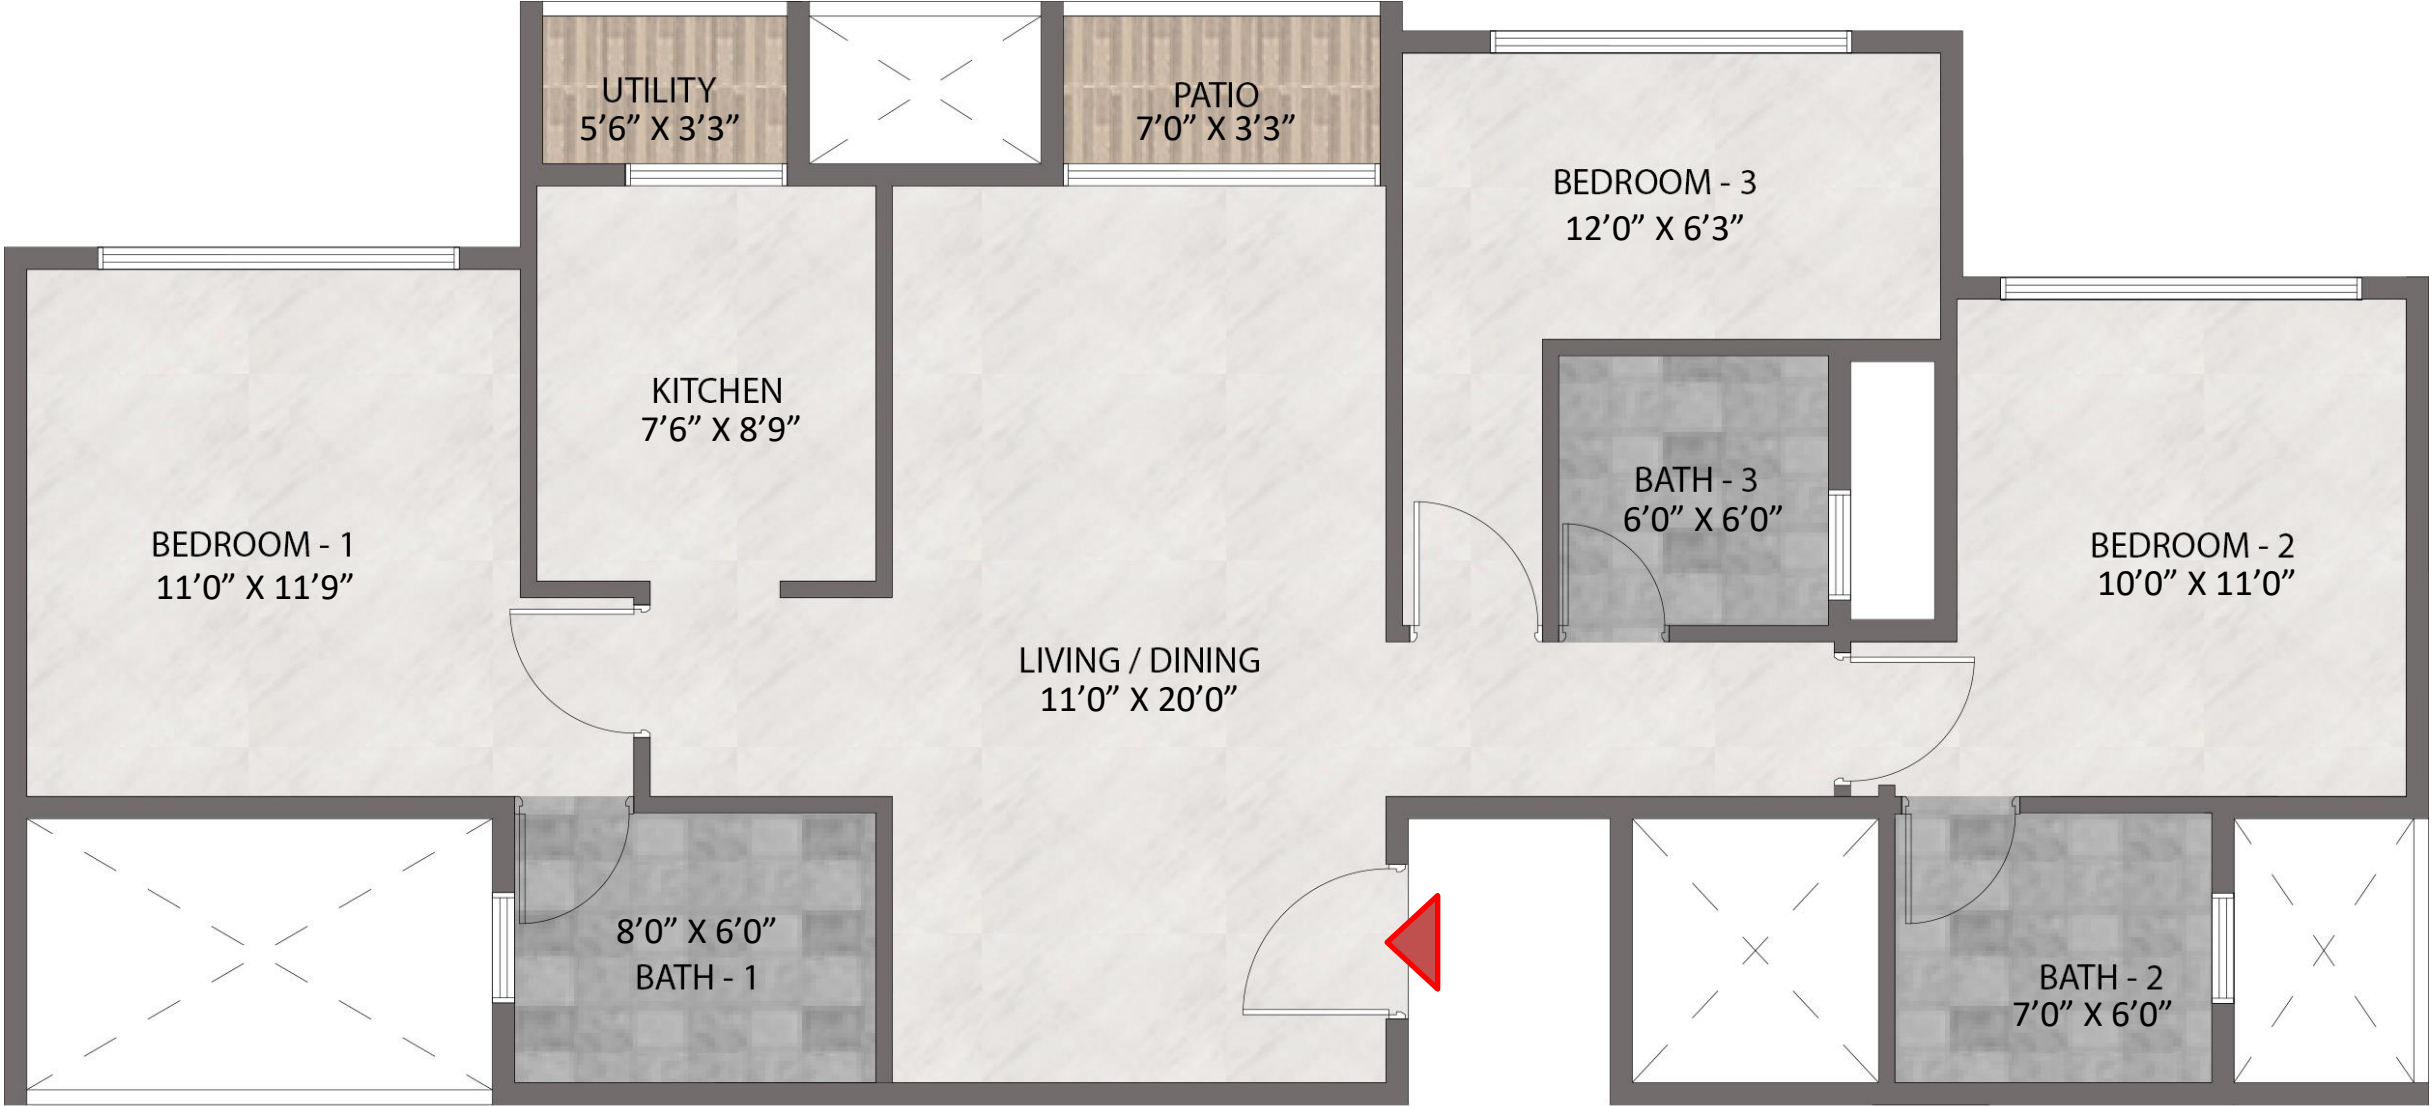 UTILITY
5’6” X 3’3”
PATIO
7’0” X 3’3”
BEDROOM - 3
12’0” X 6’3”
KITCHEN
7’6” X 8’9”
BATH - 3
6’0” X 6’0”
BEDROOM - 1
11’0” X 11’9”
BEDROOM - 2
10’0” X 11’0”
LIVING / DINING
11’0” X 20’0”
8’0” X 6’0”
BATH - 1
BATH - 2
7’0” X 6’0”